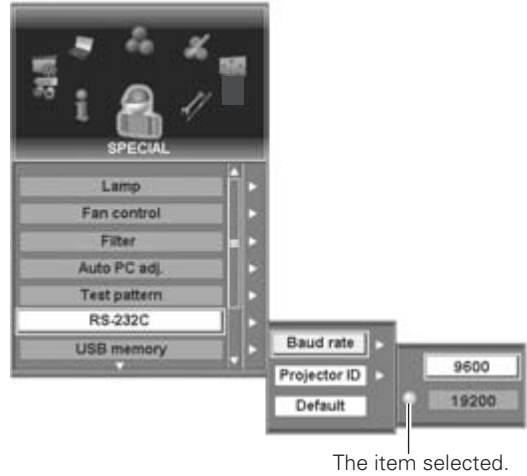 SPECIAL
Lamp
Fan control
Filter
Auto PC adj.
Test pattern
RS-232C
USB memory
Baud rate
Projector ID
Default
9600
19200
The item selected.